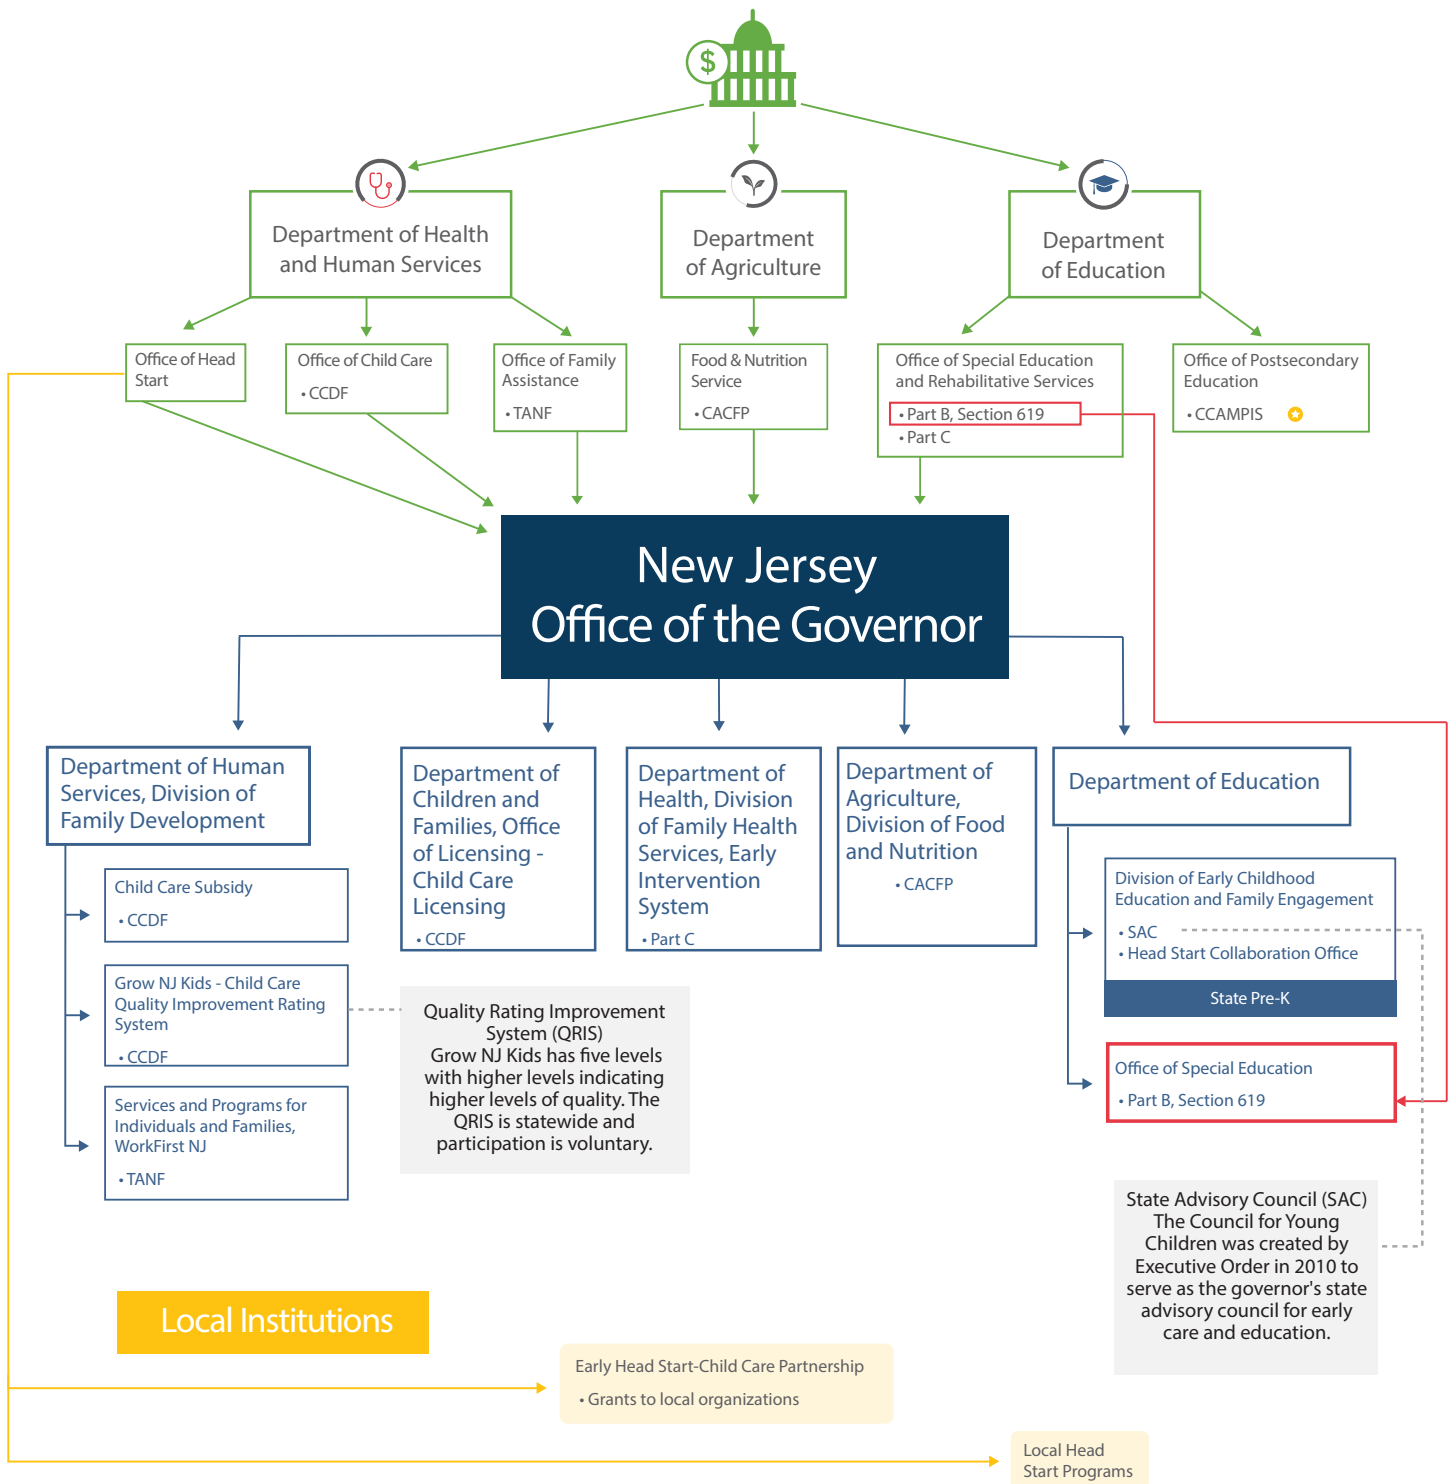 $
Department of Health
and Human Services
Department
of Agriculture
Department
of Education
Office of Head
Start
Office of Child Care
• CCDF
Office of Family
Assistance
• TANF
Food & Nutrition
Service
• CACFP
Office of Special Education
and Rehabilitative Services
• Part B, Section 619
• Part C
Office of Postsecondary
Education
• CCAMPIS
New Jersey
Office of the Governor
Department of Human
Services, Division of
Family Development
Child Care Subsidy
• CCDF
Grow NJ Kids - Child Care
Quality Improvement Rating
System
• CCDF
Services and Programs for
Individuals and Families,
WorkFirst NJ
• TANF
Department of
Children and
Families, Office
of Licensing -
Child Care
Licensing
• CCDF
Department of
Health, Division
of Family Health
Services, Early
Intervention
System
• Part C
Department of
Agriculture,
Division of Food
and Nutrition
• CACFP
Department of Education
Division of Early Childhood
Education and Family Engagement
• SAC
• Head Start Collaboration Office
State Pre-K
Office of Special Education
• Part B, Section 619
Quality Rating Improvement
System (QRIS)
Grow NJ Kids has five levels
with higher levels indicating
higher levels of quality. The
QRIS is statewide and
participation is voluntary.
State Advisory Council (SAC)
The Council for Young
Children was created by
Executive Order in 2010 to
serve as the governor's state
advisory council for early
care and education.
Local Institutions
Early Head Start-Child Care Partnership
• Grants to local organizations
Local Head
Start Programs